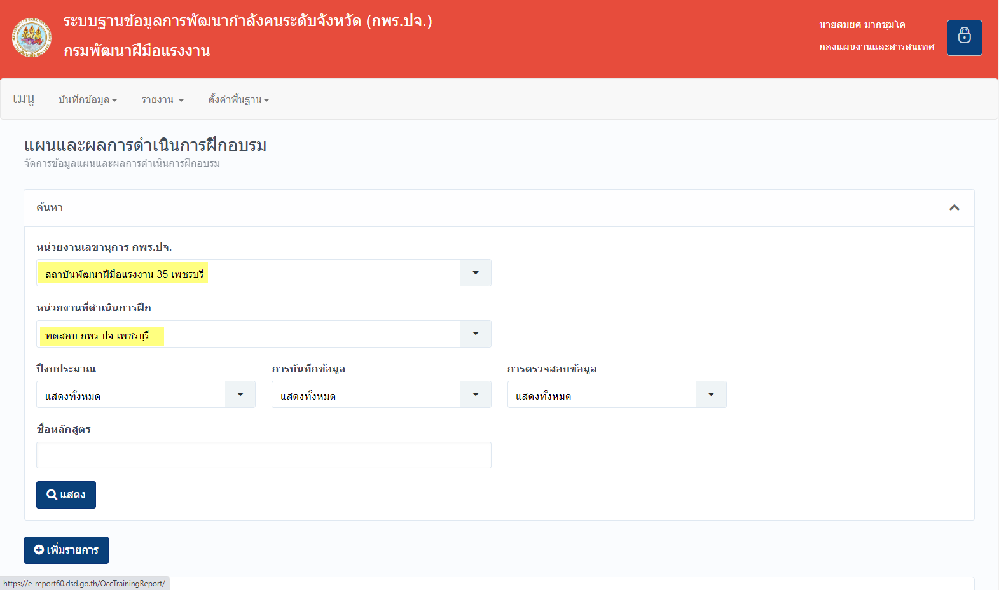 ระบบฐานข้อมูลการพัฒนากำลังคนระดับจังหวัด (กพร.ปจ.)
กรมพัฒนาฝีมือแรงงาน
นายสมยศ มากชุมโค
กองแผนงานและสารสนเทศ
เมนู บันทึกข้อมูล รายงาน ตั้งค่าพื้นฐาน
แผนและผลการดำเนินการฝึกอบรม
จัดการข้อมูลแผนและผลการดำเนินการฝึกอบรม
ค้นหา
หน่วยงานเลขานุการ กพร.ปจ.
สถาบันพัฒนาฝีมือแรงงาน 35 เพชรบุรี
หน่วยงานที่ดำเนินการฝึก
ทดสอบ กพร.ปจ.เพชรบุรี
ปีงบประมาณ การบันทึกข้อมูล การตรวจสอบข้อมูล
แสดงทั้งหมด แสดงทั้งหมด แสดงทั้งหมด
ชื่อหลักสูตร
แสดง
เพิ่มรายการ
https://e-report60.dsd.go.th/OccTrainingReport/